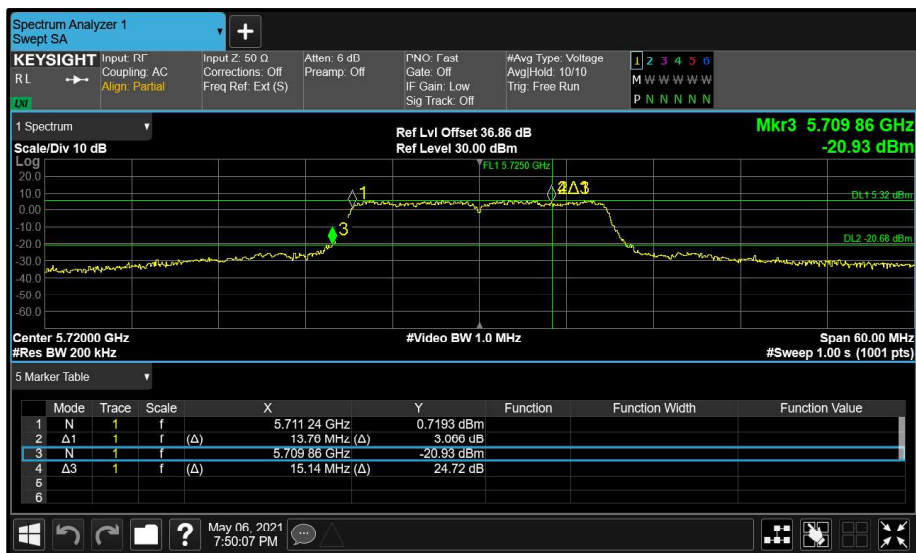 Spectrum Analyzer 1
Swept SA
KEYSIGHT Input: RF Input Z: 50 Ω Atten: 6 dB PNO: Fast #Avg Type: Voltage 1 2 3 4 5 6
RL Coupling: AC Corrections: Off Preamp: Off Gate: Off Avg|Hold: 10/10 M W W W W W
Align: Partial Freq Ref: Ext (S) IF Gain: Low Trig: Free Run
LXI Sig Track: Off P N N N N N
1 Spectrum Ref Lvl Offset 36.86 dB Mkr3 5.709 86 GHz
Scale/Div 10 dB Ref Level 30.00 dBm -20.93 dBm
Log
20.0 FL1 5.7250 GHz
10.0 1
0.00 DL1 5.32 dBm
-10.0 3
-20.0 DL2 -20.68 dBm
-30.0
-40.0
-50.0
-60.0
Center 5.72000 GHz #Video BW 1.0 MHz Span 60.00 MHz
#Res BW 200 kHz #Sweep 1.00 s (1001 pts)
5 Marker Table
Mode Trace Scale X Y Function Function Width Function Value
1 N 1 f 5.711 24 GHz 0.7193 dBm
2 Δ1 1 f (Δ) 13.76 MHz (Δ) 3.066 dB
3 N 1 f 5.709 86 GHz -20.93 dBm
4 Δ3 1 f (Δ) 15.14 MHz (Δ) 24.72 dB
5
6
? May 06, 2021
7:50:07 PM